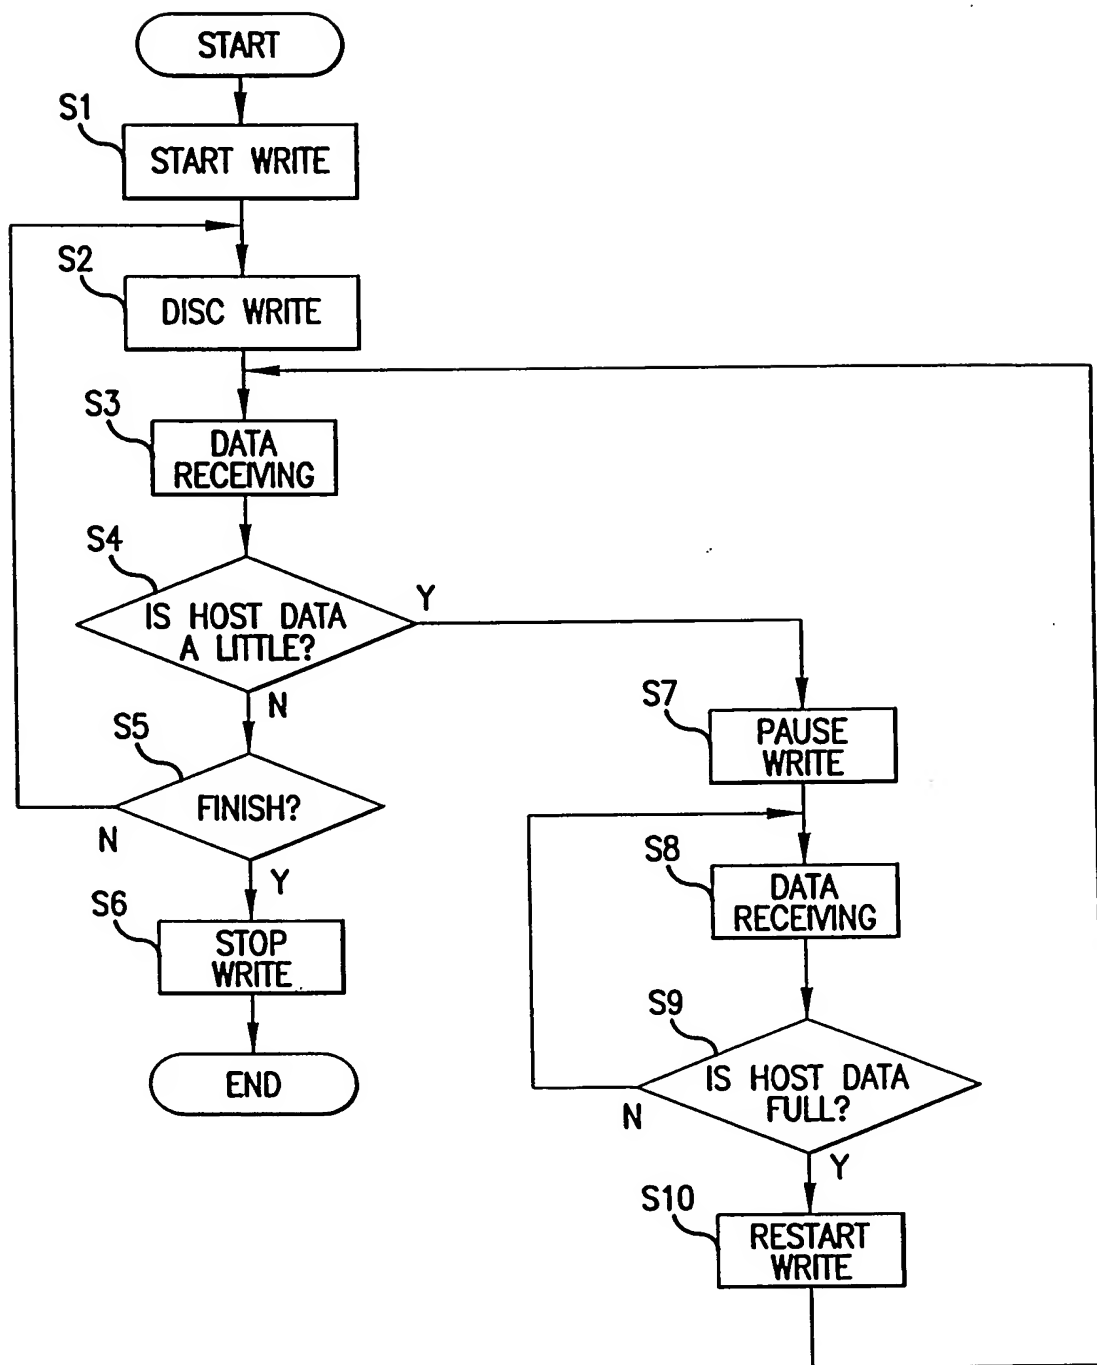 START
S1
START WRITE
S2
DISC WRITE
S3
DATA
RECEIVING
S4
IS HOST DATA
A LITTLE?
Y
N
S5
FINISH?
N
Y
S6
STOP
WRITE
END
S7
PAUSE
WRITE
S8
DATA
RECEIVING
S9
IS HOST DATA
FULL?
N
Y
S10
RESTART
WRITE